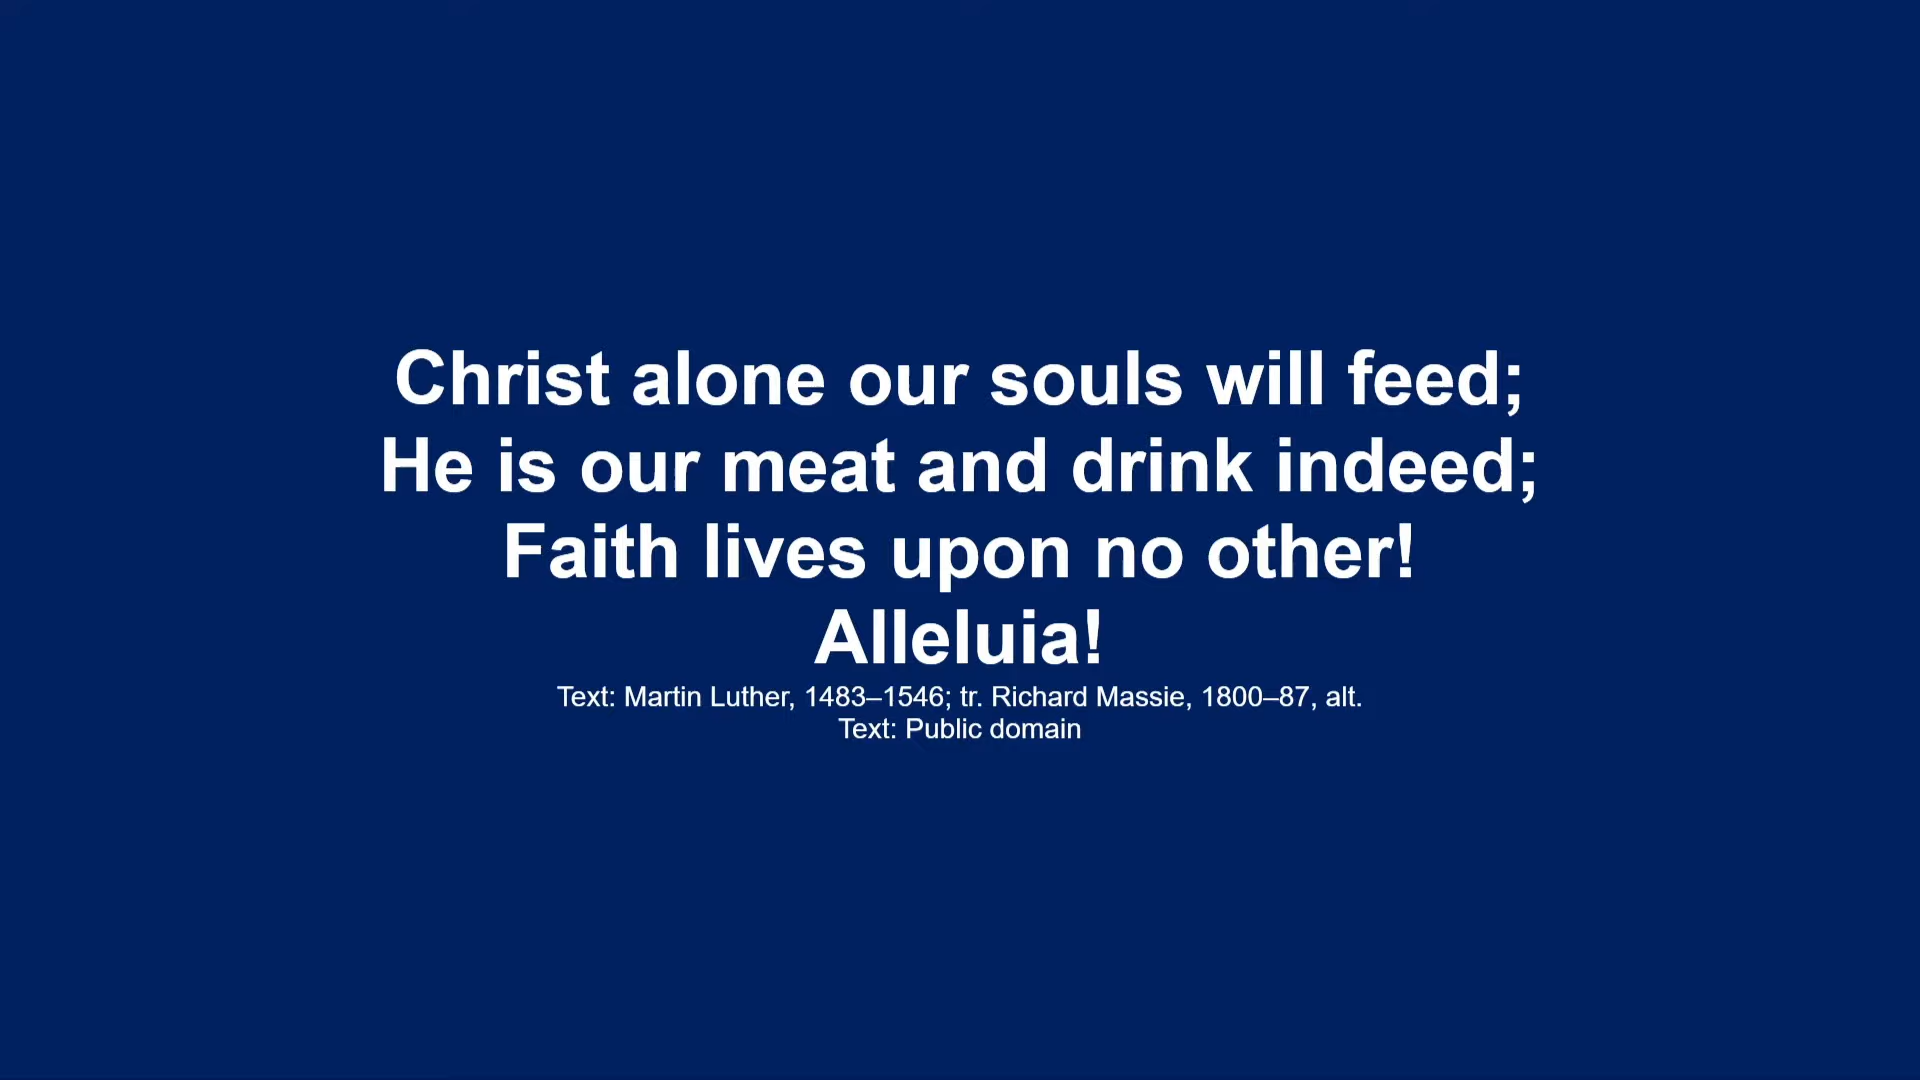 Christ alone our souls will feed;
He is our meat and drink indeed;
Faith lives upon no other!
Alleluia!
Text: Martin Luther, 1483–1546; tr. Richard Massie, 1800–87, alt.
Text: Public domain